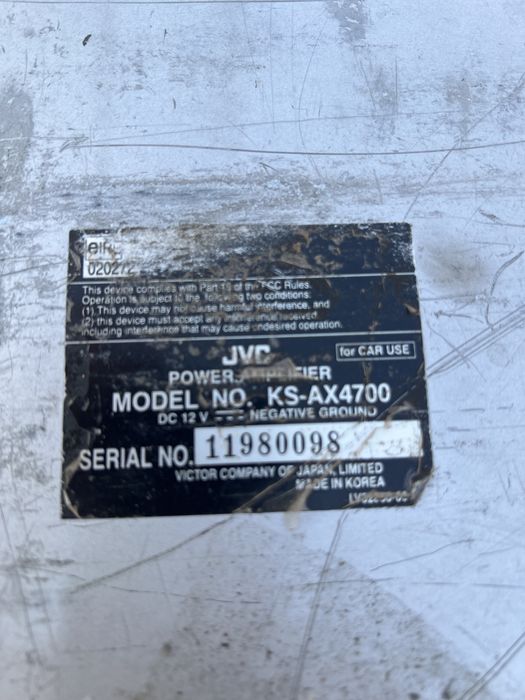 020272
This device complies with Part 15 of the FCC Rules.
Operation is subject to the following two conditions:
(1) This device may not cause harmful interference, and
(2) this device must accept any interference received,
including interference that may cause undesired operation.
JVC
for CAR USE
POWER AMPLIFIER
MODEL NO. KS-AX4700
DC 12 V NEGATIVE GROUND
SERIAL NO. 11980098
VICTOR COMPANY OF JAPAN, LIMITED
MADE IN KOREA